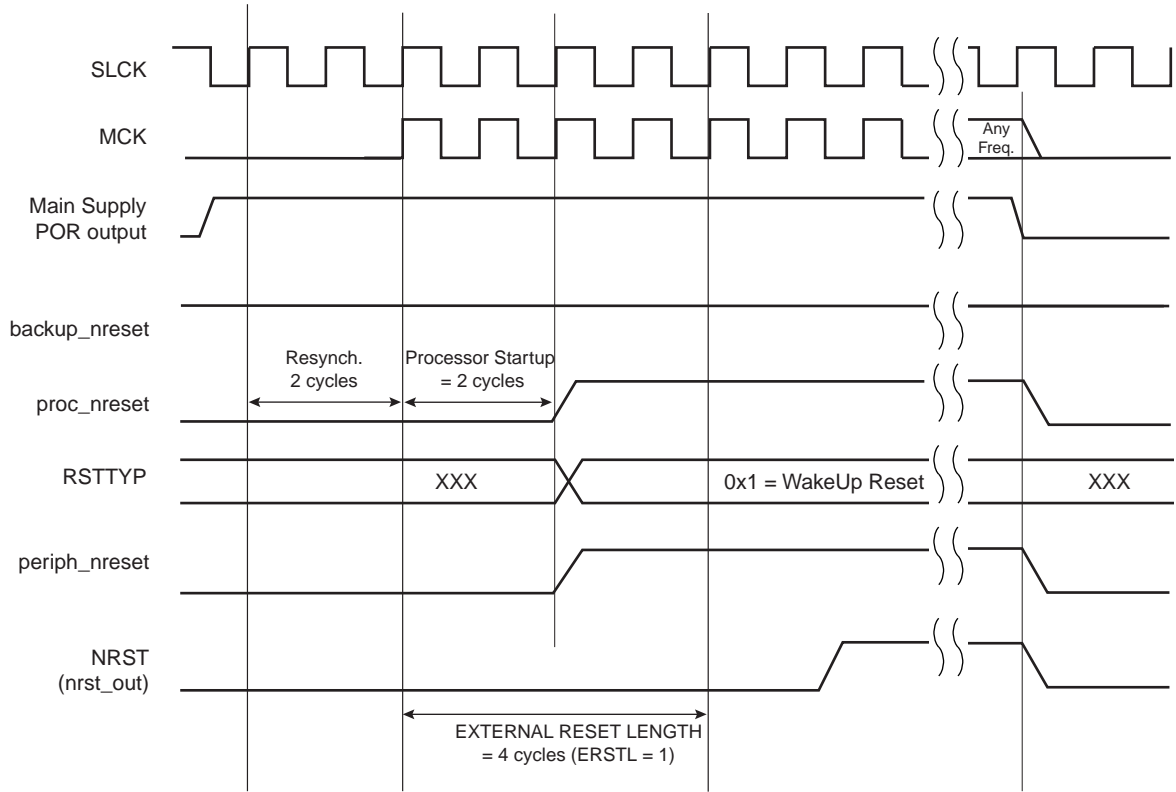 SLCK
MCK
Any
Freq.
Main Supply
POR output
backup_nreset
Resynch.
2 cycles
Processor Startup
= 2 cycles
proc_nreset
RSTTYP
XXX
0x1 = WakeUp Reset
XXX
periph_nreset
NRST
(nrst_out)
EXTERNAL RESET LENGTH
= 4 cycles (ERSTL = 1)